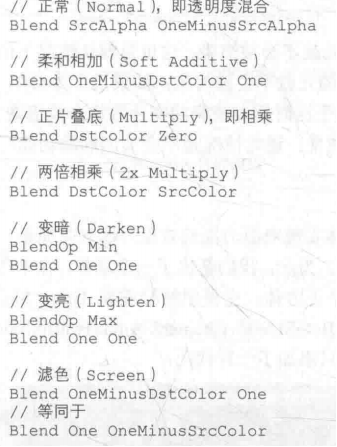 // 正常（Normal），即透明度混合
Blend SrcAlpha OneMinusSrcAlpha
// 柔和相加（Soft Additive）
Blend OneMinusDstColor One
// 正片叠底（Multiply），即相乘
Blend DstColor Zero
// 两倍相乘（2x Multiply）
Blend DstColor SrcColor
// 变暗（Darken）
BlendOp Min
Blend One One
// 变亮（Lighten）
BlendOp Max
Blend One One
// 滤色（Screen）
Blend OneMinusDstColor One
// 等同于
Blend One OneMinusSrcColor